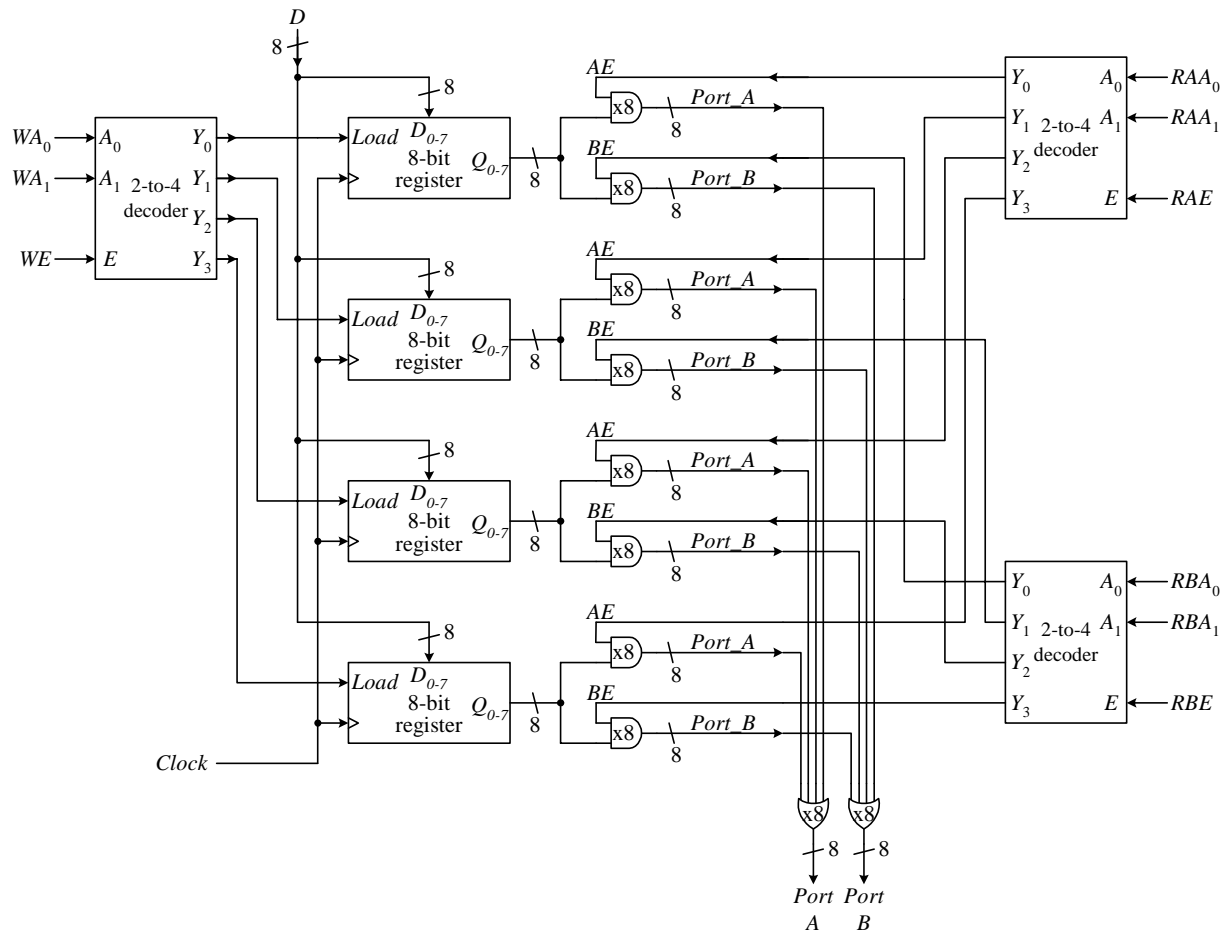 D
8
WA0
WA1
WE
A0
A1
E
2-to-4
decoder
Y0
Y1
Y2
Y3
8
Load
D0-7
8-bit
register
Q0-7
8
AE
x8
8
Port_A
BE
x8
8
Port_B
8
Load
D0-7
8-bit
register
Q0-7
8
AE
x8
8
Port_A
BE
x8
8
Port_B
8
Load
D0-7
8-bit
register
Q0-7
8
AE
x8
8
Port_A
BE
x8
8
Port_B
8
Load
D0-7
8-bit
register
Q0-7
8
AE
x8
8
Port_A
BE
x8
8
Port_B
Clock
Y0
Y1
Y2
Y3
2-to-4
decoder
A0
A1
E
RAA0
RAA1
RAE
Y0
Y1
Y2
Y3
2-to-4
decoder
A0
A1
E
RBA0
RBA1
RBE
x8
x8
8
8
Port
A
Port
B